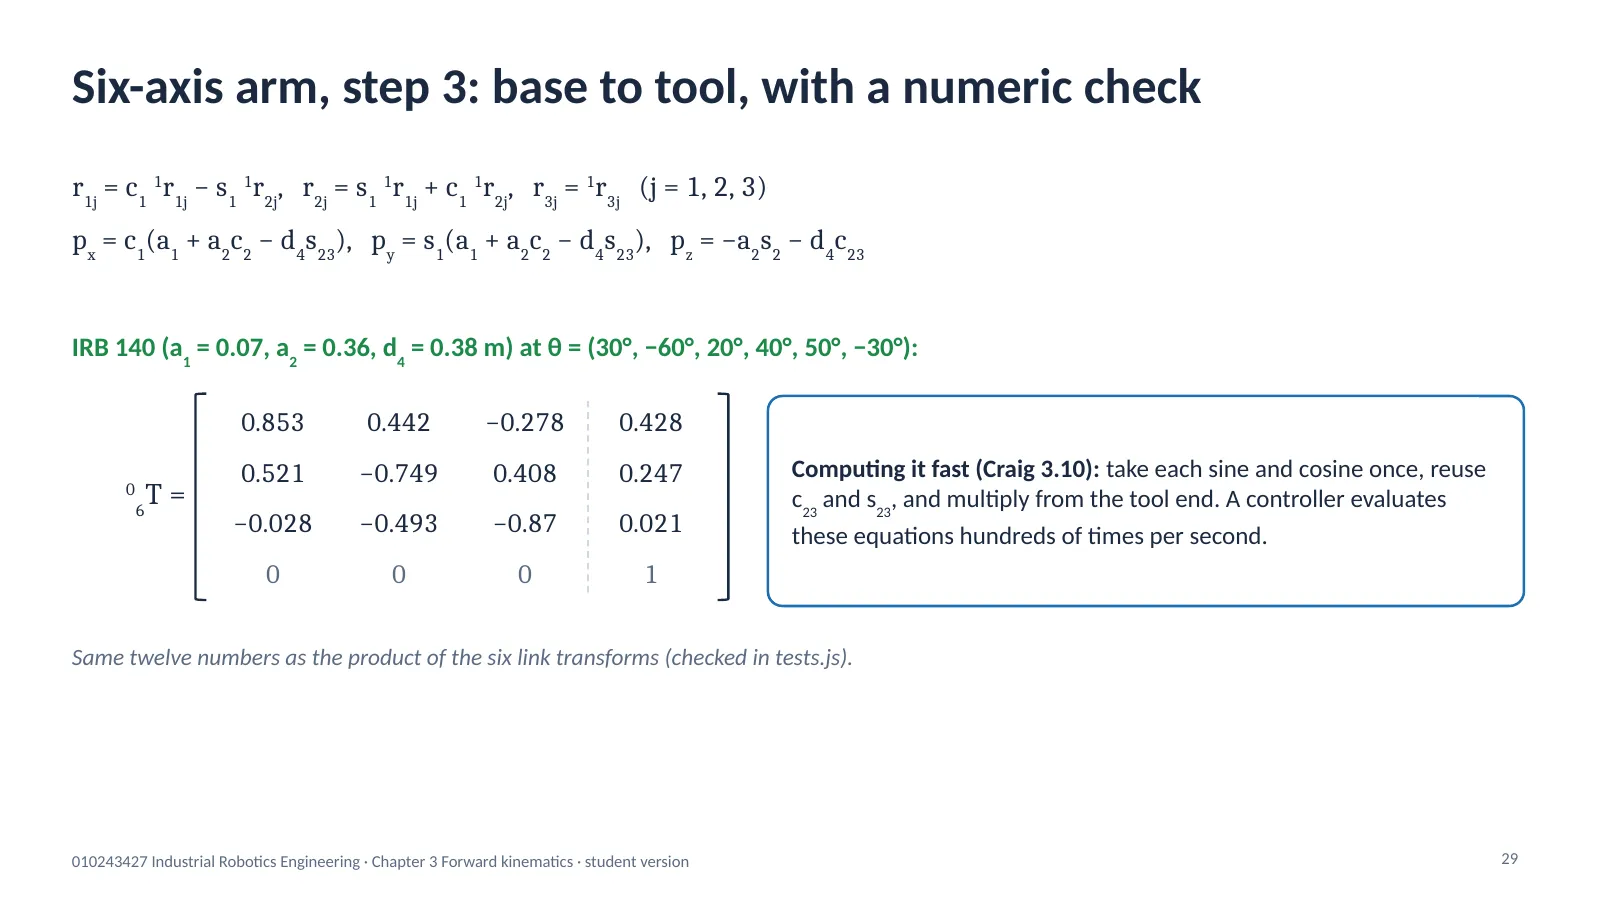 Six-axis arm, step 3: base to tool, with a numeric check
r₁ⱼ = c₁ ¹r₁ⱼ − s₁ ¹r₂ⱼ, r₂ⱼ = s₁ ¹r₁ⱼ + c₁ ¹r₂ⱼ, r₃ⱼ = ¹r₃ⱼ (j = 1, 2, 3)
pₓ = c₁(a₁ + a₂c₂ − d₄s₂₃), p_y = s₁(a₁ + a₂c₂ − d₄s₂₃), p_z = −a₂s₂ − d₄c₂₃
IRB 140 (a₁ = 0.07, a₂ = 0.36, d₄ = 0.38 m) at θ = (30°, −60°, 20°, 40°, 50°, −30°):
⁰₆T =
0.853 0.442 −0.278 0.428
0.521 −0.749 0.408 0.247
−0.028 −0.493 −0.87 0.021
0 0 0 1
Computing it fast (Craig 3.10): take each sine and cosine once, reuse
c₂₃ and s₂₃, and multiply from the tool end. A controller evaluates
these equations hundreds of times per second.
Same twelve numbers as the product of the six link transforms (checked in tests.js).
010243427 Industrial Robotics Engineering · Chapter 3 Forward kinematics · student version
29